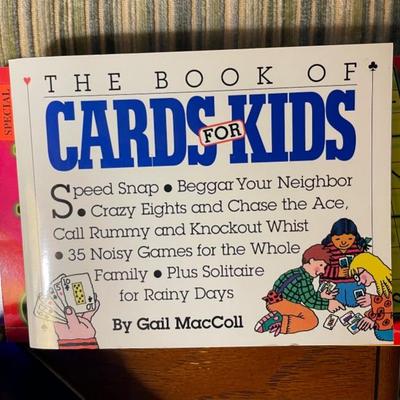 THE BOOK OF
CARDS FOR KIDS
Speed Snap • Beggar Your Neighbor
• Crazy Eights and Chase the Ace,
Call Rummy and Knockout Whist
• 35 Noisy Games for the Whole
Family • Plus Solitaire
for Rainy Days
By Gail MacColl
SPECIAL